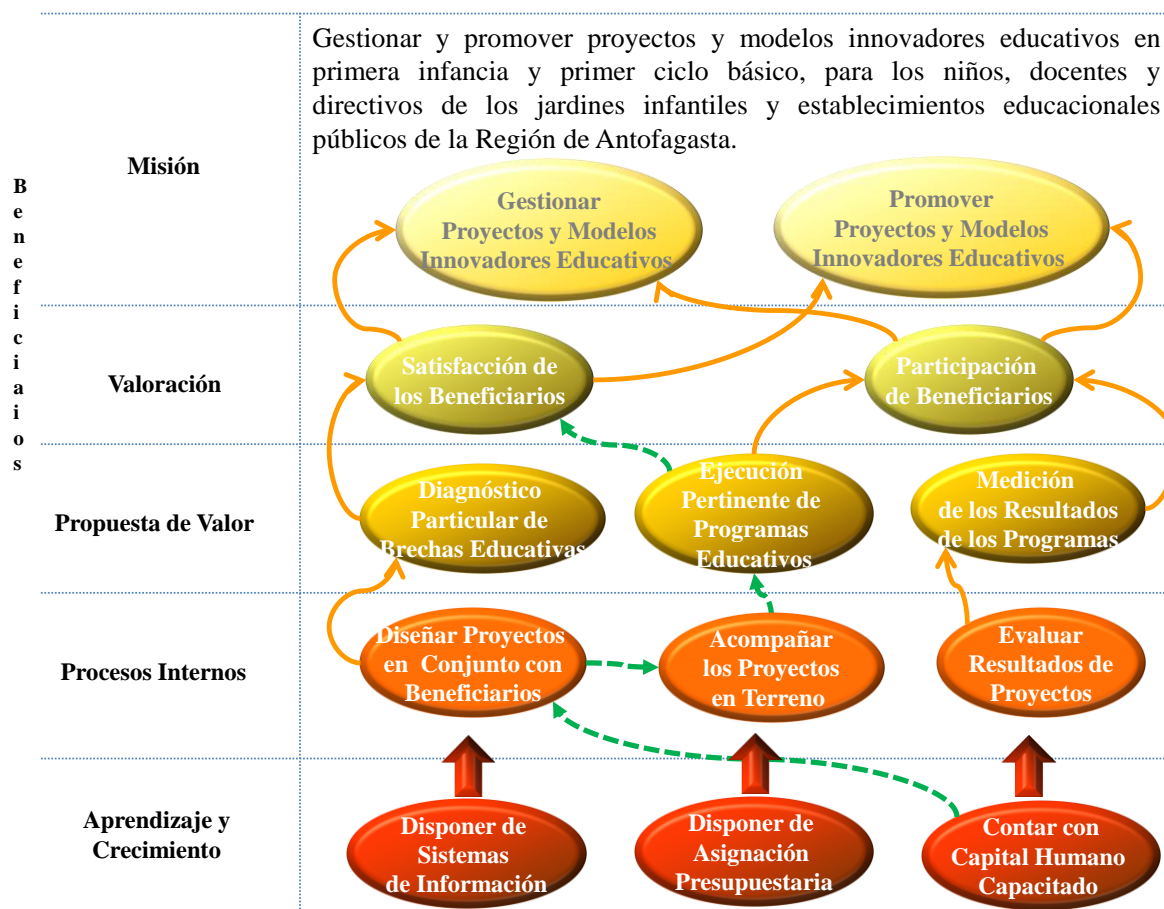 Gestionar y promover proyectos y modelos innovadores educativos en
primera infancia y primer ciclo básico, para los niños, docentes y
directivos de los jardines infantiles y establecimientos educacionales
públicos de la Región de Antofagasta.
Beneficiaios
Misión
Gestionar
Proyectos y Modelos
Innovadores Educativos
Promover
Proyectos y Modelos
Innovadores Educativos
Valoración
Satisfacción de
los Beneficiarios
Participación
de Beneficiarios
Propuesta de Valor
Diagnóstico
Particular de
Brechas Educativas
Ejecución
Pertinente de
Programas
Educativos
Medición
de los Resultados
de los Programas
Procesos Internos
Diseñar Proyectos
en Conjunto con
Beneficiarios
Acompañar
los Proyectos
en Terreno
Evaluar
Resultados de
Proyectos
Aprendizaje y
Crecimiento
Disponer de
Sistemas
de Información
Disponer de
Asignación
Presupuestaria
Contar con
Capital Humano
Capacitado